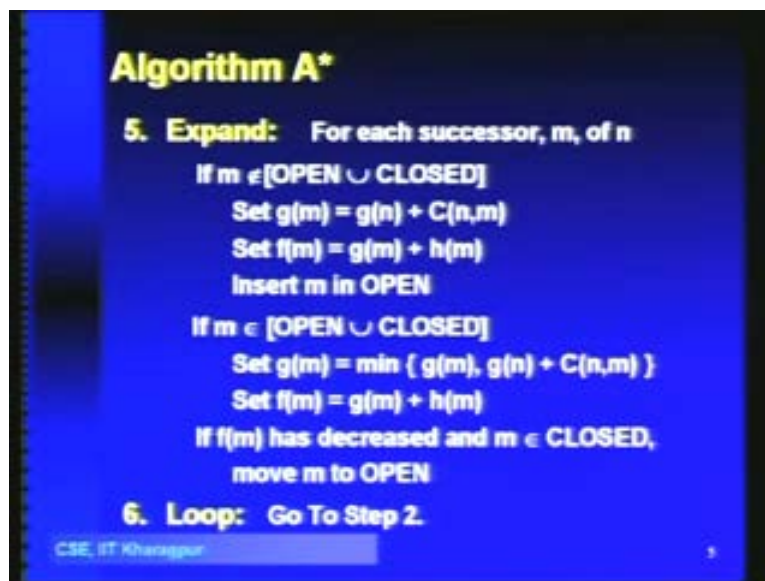 Algorithm A*
5. Expand: For each successor, m, of n
If m ∉ [OPEN ∪ CLOSED]
Set g(m) = g(n) + C(n,m)
Set f(m) = g(m) + h(m)
Insert m in OPEN
If m ∈ [OPEN ∪ CLOSED]
Set g(m) = min { g(m), g(n) + C(n,m) }
Set f(m) = g(m) + h(m)
If f(m) has decreased and m ∈ CLOSED,
move m to OPEN
6. Loop: Go To Step 2.
CSE, IIT Kharagpur
5